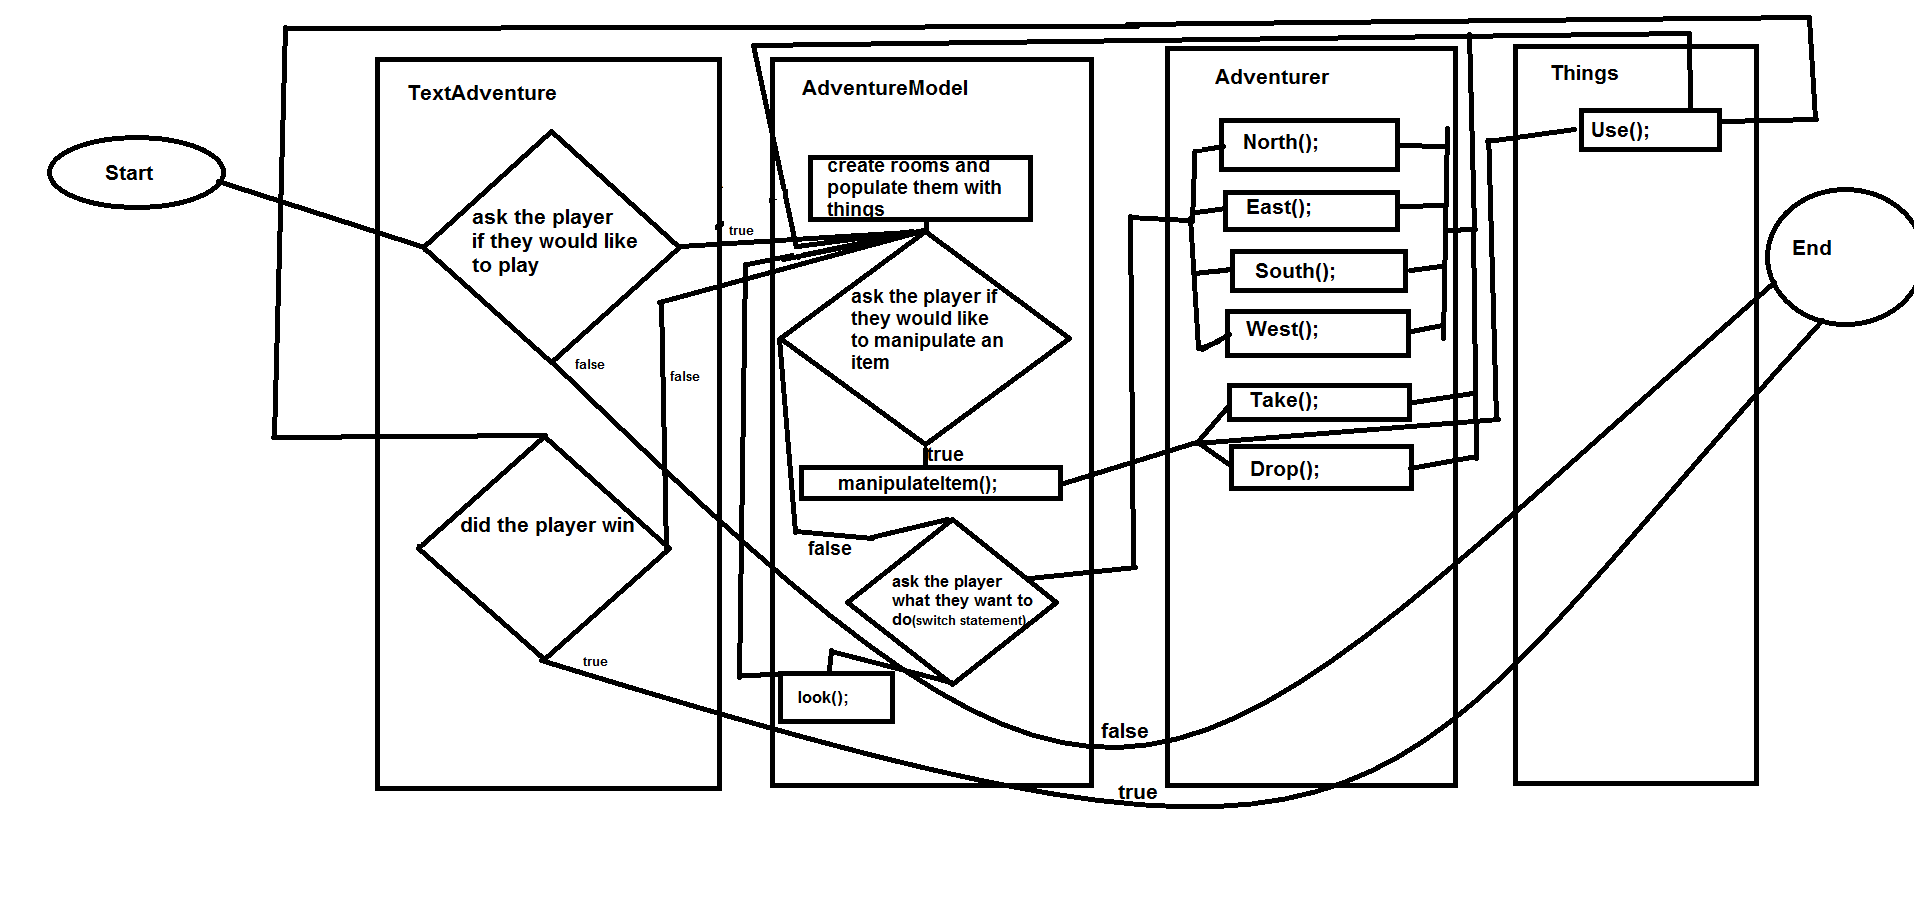 Start
TextAdventure
ask the player
if they would like
to play
true
false
false
did the player win
true
AdventureModel
create rooms and
populate them with
things
ask the player if
they would like
to manipulate an
item
true
manipulateItem();
false
ask the player
what they want to
do(switch statement)
look();
false
true
Adventurer
North();
East();
South();
West();
Take();
Drop();
Things
Use();
End